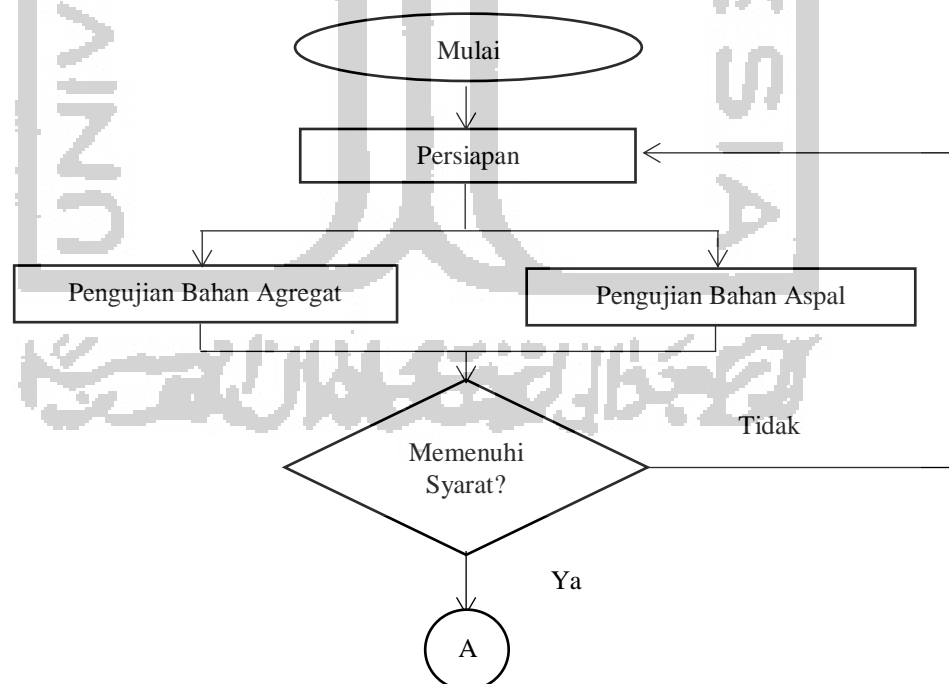 Mulai
Persiapan
Pengujian Bahan Agregat
Pengujian Bahan Aspal
Tidak
Memenuhi
Syarat?
Ya
A